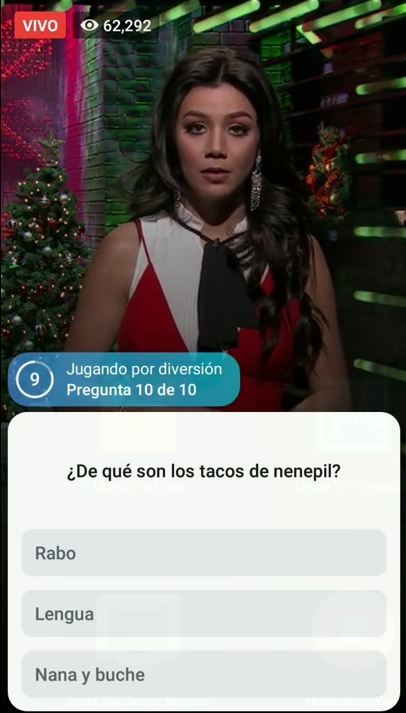 VIVO 62,292
9
Jugando por diversión
Pregunta 10 de 10
¿De qué son los tacos de nenepil?
Rabo
Lengua
Nana y buche